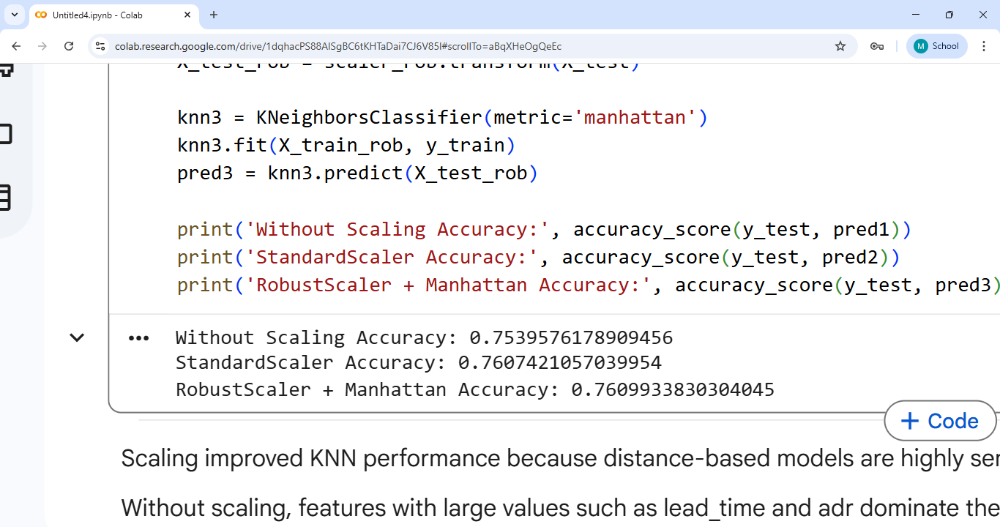 Untitled4.ipynb - Colab
colab.research.google.com/drive/1dqhacPS88AISgBC6tKHTaDai7CJ6V85I#scrollTo=aBqXHeOgQeEc
M School
X_test_rob = scaler_rob.transform(X_test)
knn3 = KNeighborsClassifier(metric='manhattan')
knn3.fit(X_train_rob, y_train)
pred3 = knn3.predict(X_test_rob)
print('Without Scaling Accuracy:', accuracy_score(y_test, pred1))
print('StandardScaler Accuracy:', accuracy_score(y_test, pred2))
print('RobustScaler + Manhattan Accuracy:', accuracy_score(y_test, pred3)
Without Scaling Accuracy: 0.7539576178909456
StandardScaler Accuracy: 0.7607421057039954
RobustScaler + Manhattan Accuracy: 0.7609933830304045
+ Code
Scaling improved KNN performance because distance-based models are highly
Without scaling, features with large values such as lead_time and adr dominate the